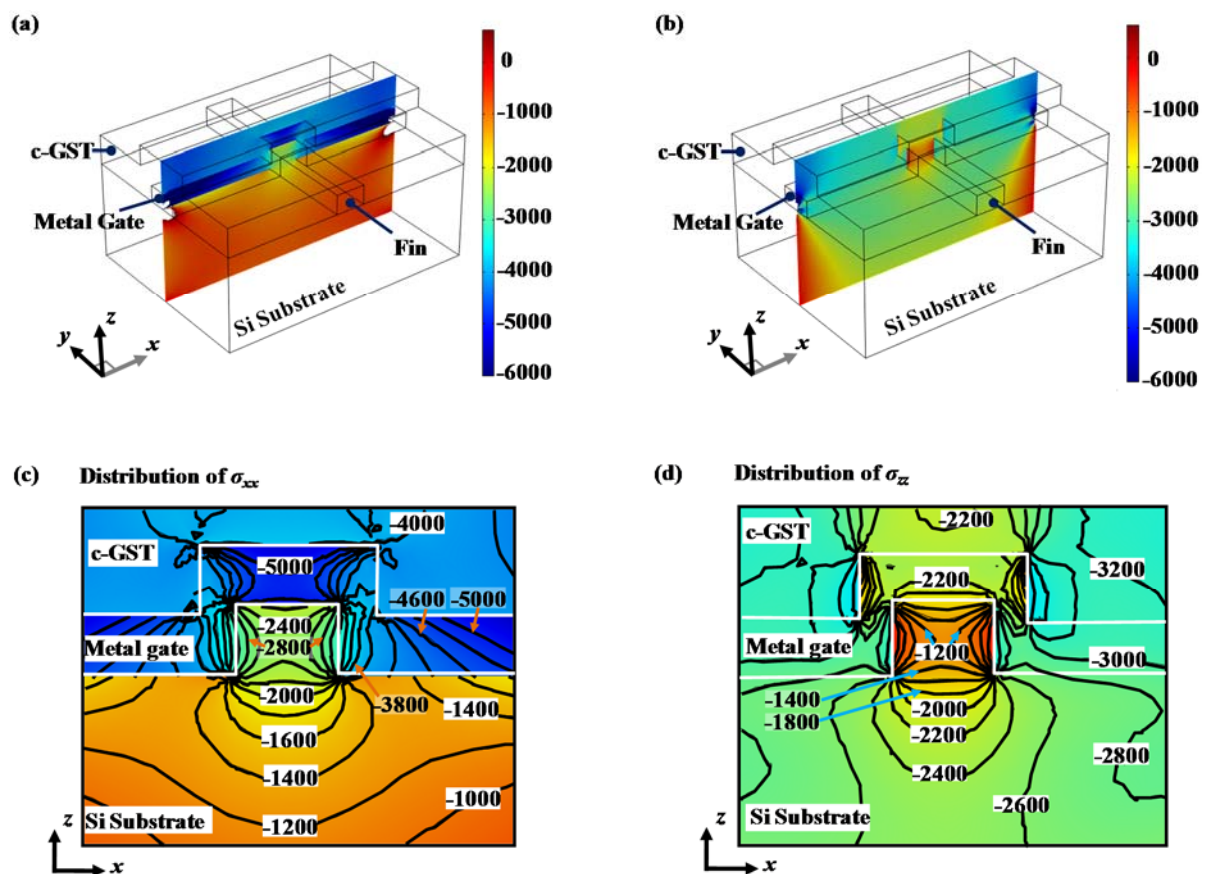 (a)
0
-1000
-2000
-3000
-4000
-5000
-6000
c-GST
Metal Gate
Fin
Si Substrate
z
y
x
(b)
0
-1000
-2000
-3000
-4000
-5000
-6000
c-GST
Metal Gate
Fin
Si Substrate
z
y
x
(c) Distribution of σxx
c-GST
-4000
-5000
-4600
-5000
Metal gate
-2400
-2800
-3800
-2000
-1400
-1600
-1400
-1000
Si Substrate
-1200
z
x
(d) Distribution of σzz
c-GST
-2200
-3200
-2200
Metal gate
-1200
-3000
-1400
-2000
-1800
-2200
-2800
-2400
-2600
Si Substrate
z
x